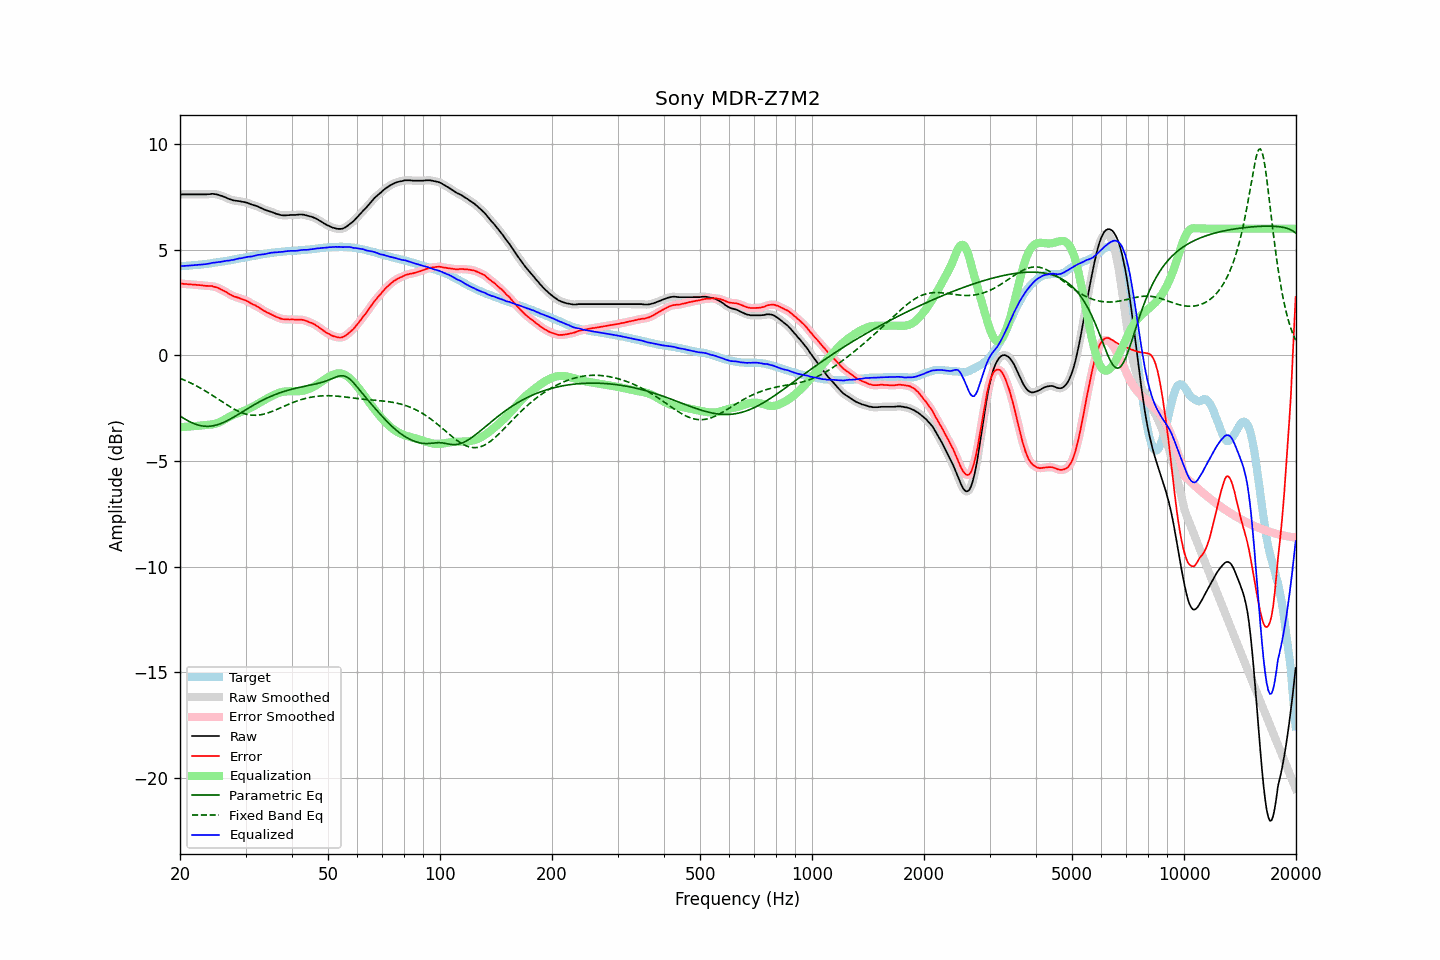 Sony MDR-Z7M2
10
5
0
−5
−10
−15
−20
Amplitude (dBr)
Target
Raw Smoothed
Error Smoothed
Raw
Error
Equalization
Parametric Eq
Fixed Band Eq
Equalized
20 50 100 200 500 1000 2000 5000 10000 20000
Frequency (Hz)